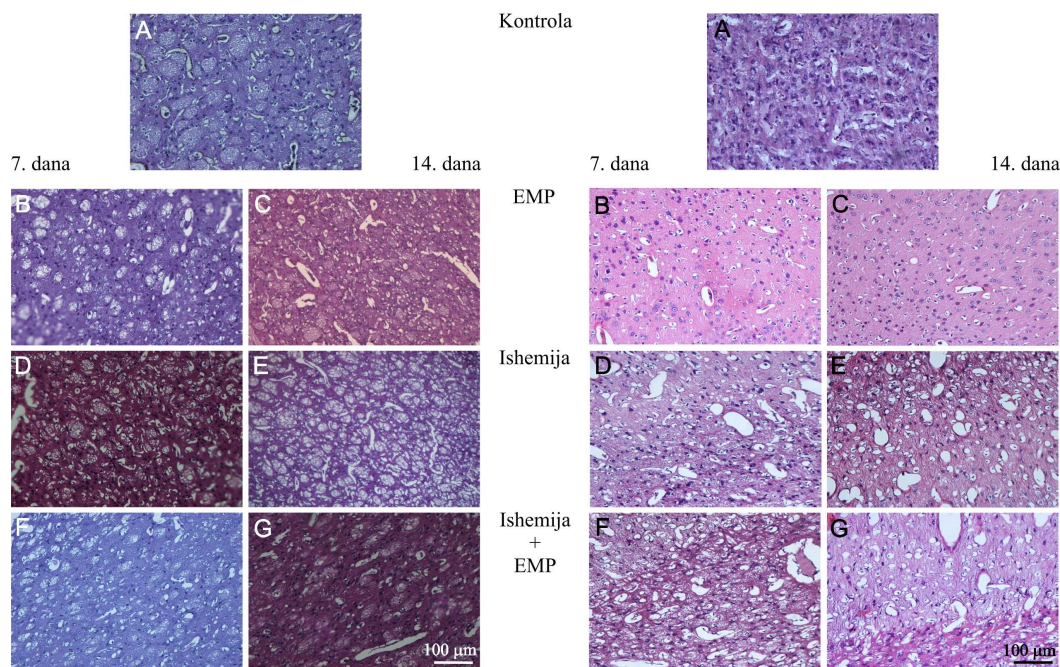 Kontrola
A
A
7. dana
14. dana
7. dana
14. dana
EMP
B
C
B
C
Ishemija
D
E
D
E
Ishemija
+
EMP
F
G
F
G
100 µm
100 µm